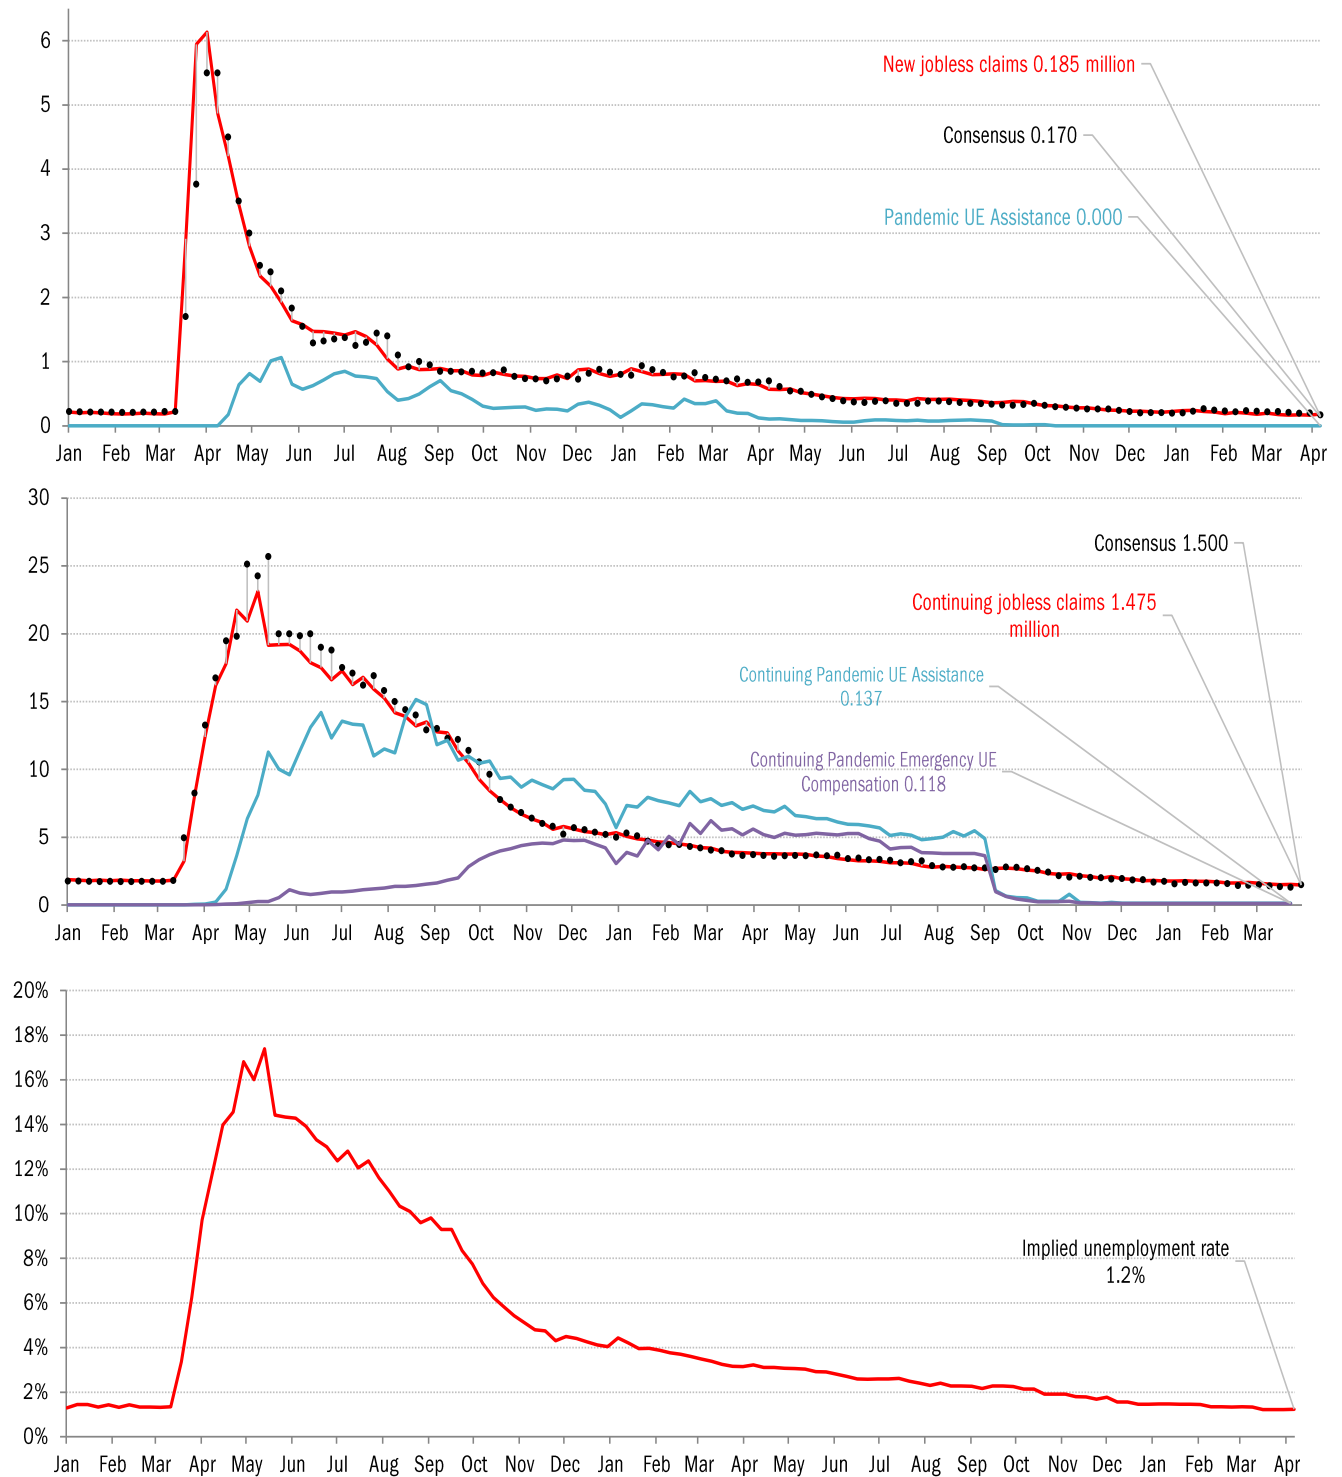 6
New jobless claims 0.185 million
5
Consensus 0.170
4
Pandemic UE Assistance 0.000
3
2
1
0
Jan Feb Mar Apr May Jun Jul Aug Sep Oct Nov Dec Jan Feb Mar Apr May Jun Jul Aug Sep Oct Nov Dec Jan Feb Mar Apr
30
Consensus 1.500
25
Continuing jobless claims 1.475
million
20
Continuing Pandemic UE Assistance
0.137
15
Continuing Pandemic Emergency UE
Compensation 0.118
10
5
0
Jan Feb Mar Apr May Jun Jul Aug Sep Oct Nov Dec Jan Feb Mar Apr May Jun Jul Aug Sep Oct Nov Dec Jan Feb Mar
20%
18%
16%
14%
12%
10%
Implied unemployment rate
1.2%
8%
6%
4%
2%
0%
Jan Feb Mar Apr May Jun Jul Aug Sep Oct Nov Dec Jan Feb Mar Apr May Jun Jul Aug Sep Oct Nov Dec Jan Feb Mar Apr